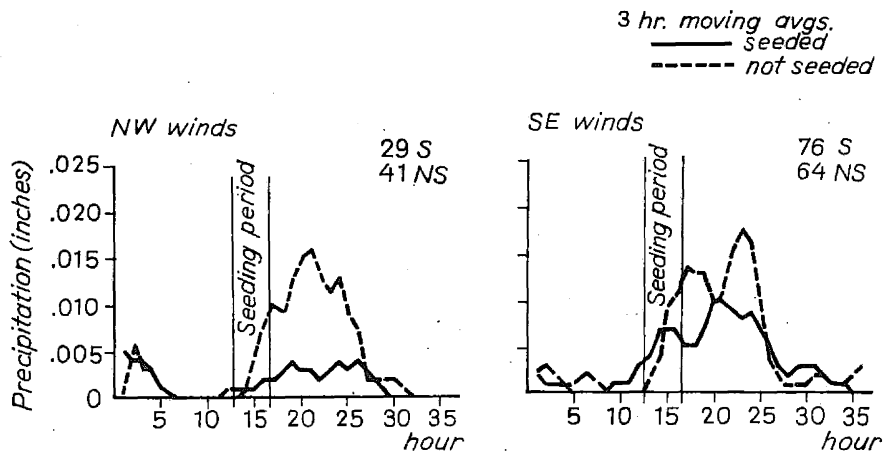 3 hr. moving avgs.
seeded
not seeded
NW winds
29 S
41 NS
Precipitation (inches)
.025
.020
.015
.010
.005
0
Seeding period
5 10 15 20 25 30 35
hour
SE winds
76 S
64 NS
Seeding period
5 10 15 20 25 30 35
hour